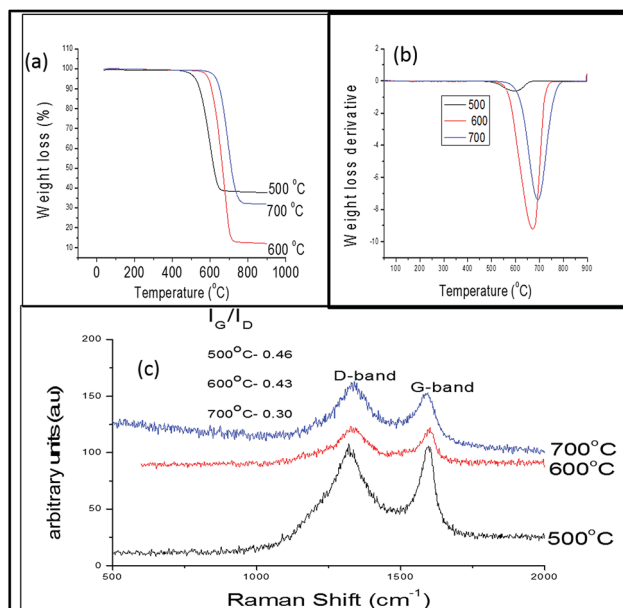 (a)
110
100
90
80
70
60
50
40
30
20
10
Weight loss (%)
500 °C
700 °C
600 °C
0
200
400
600
800
1000
Temperature (°C)
(b)
2
0
-2
-4
-6
-8
-10
Weight loss derivative
500
600
700
100
200
300
400
500
600
700
800
900
Temperature (°C)
I_G/I_D
(c)
500°C- 0.46
600°C- 0.43
700°C- 0.30
D-band
G-band
200
150
100
50
0
arbitrary units (a.u)
700°C
600°C
500°C
500
1000
1500
2000
Raman Shift (cm⁻¹)